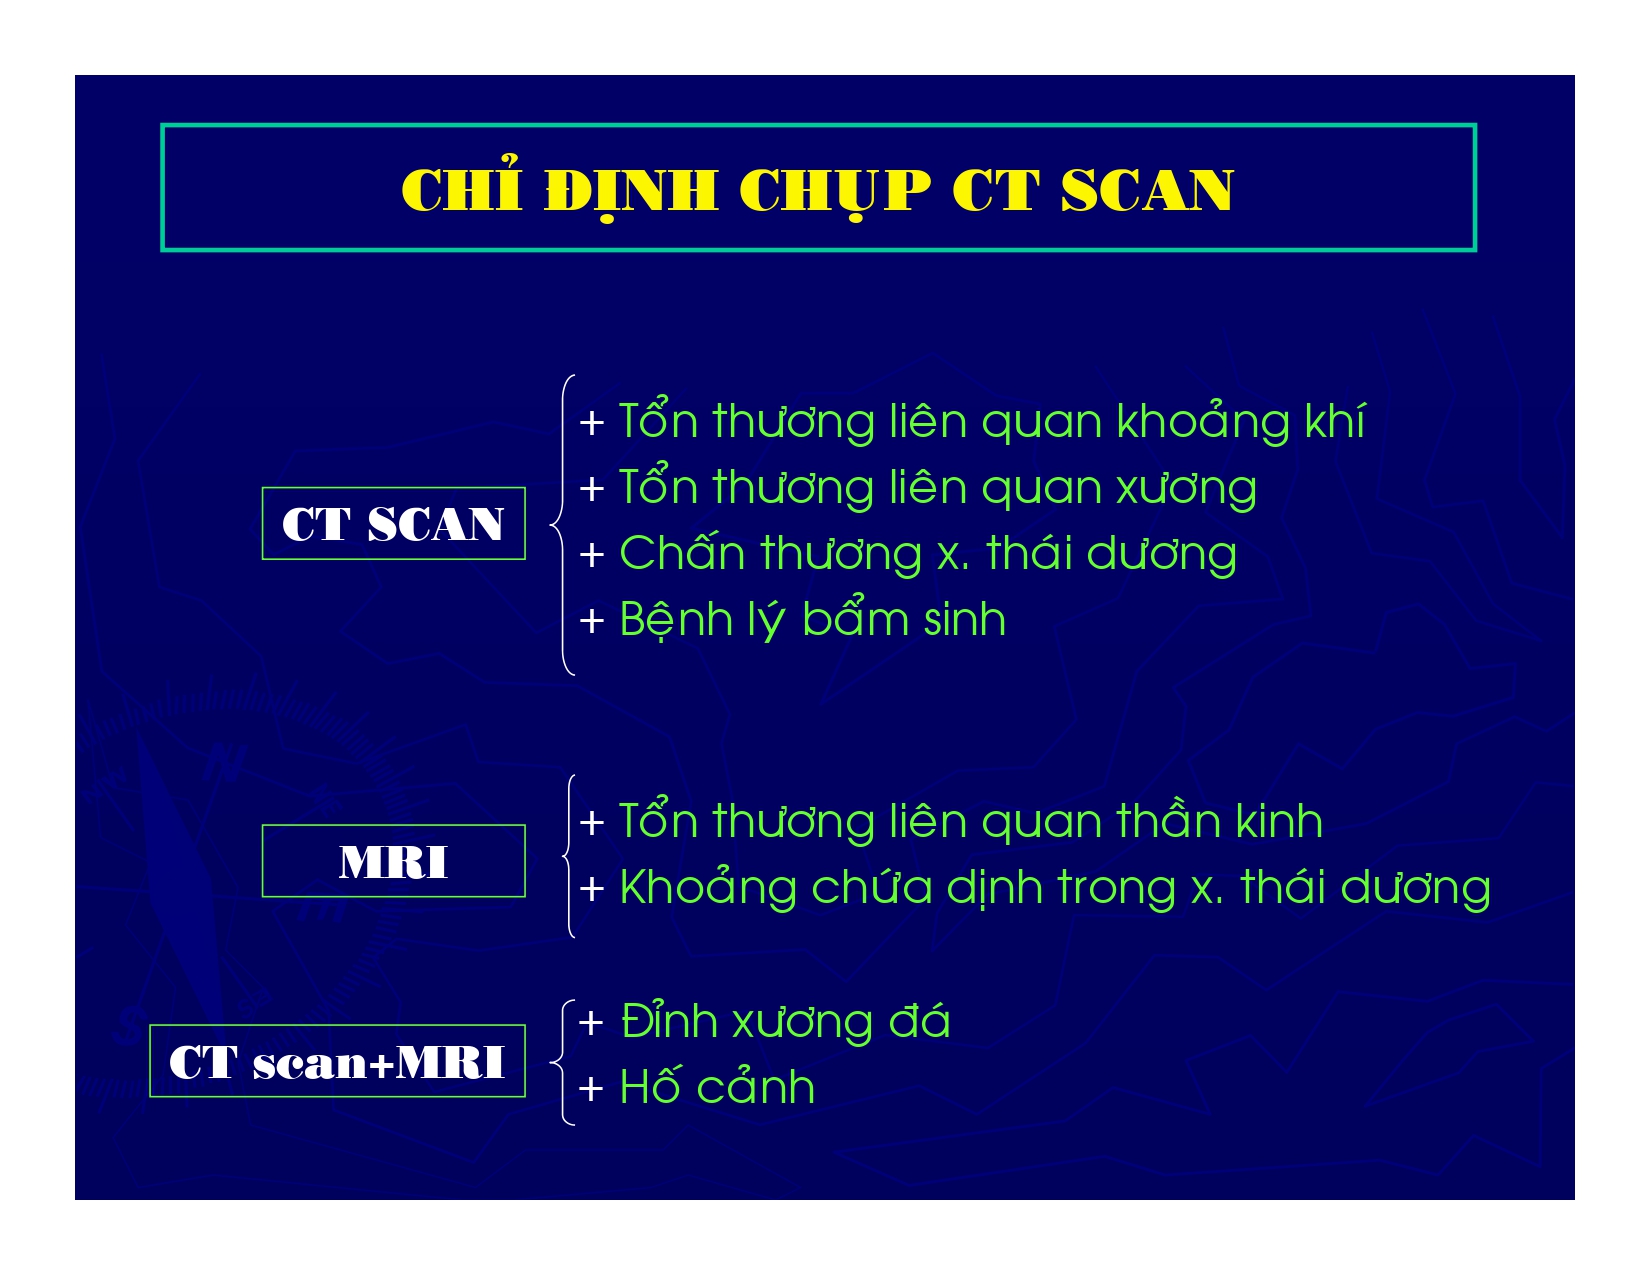 CHỈ ĐỊNH CHỤP CT SCAN
CT SCAN
+ Tổn thương liên quan khoảng khí
+ Tổn thương liên quan xương
+ Chấn thương x. thái dương
+ Bệnh lý bẩm sinh
MRI
+ Tổn thương liên quan thần kinh
+ Khoảng chứa dịnh trong x. thái dương
CT scan+MRI
+ Đỉnh xương đá
+ Hố cảnh
N
S